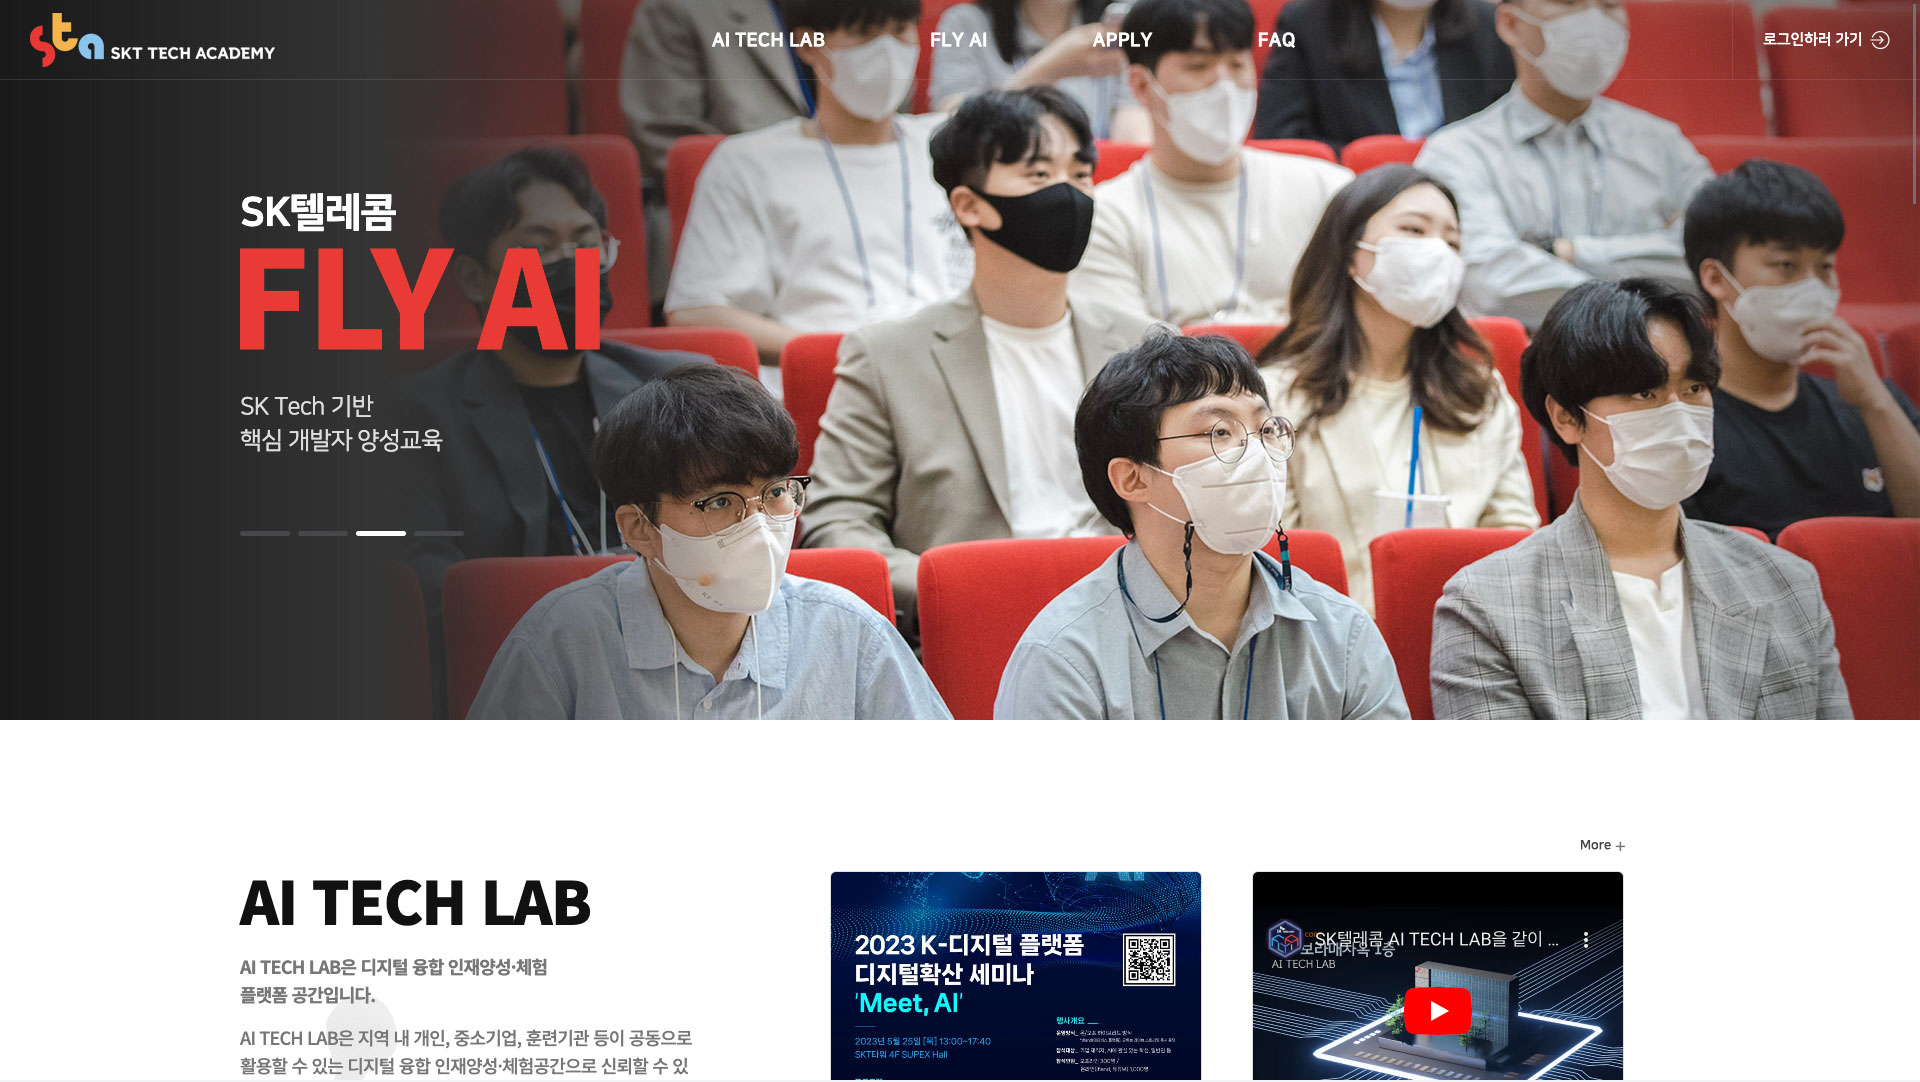 sta SKT TECH ACADEMY
AI TECH LAB
FLY AI
APPLY
FAQ
로그인하러 가기
SK텔레콤
FLY AI
SK Tech 기반
핵심 개발자 양성교육
More +
AI TECH LAB
AI TECH LAB은 디지털 융합 인재양성·체험
플랫폼 공간입니다.
AI TECH LAB은 지역 내 개인, 중소기업, 훈련기관 등이 공동으로
활용할 수 있는 디지털 융합 인재양성·체험공간으로 신뢰할 수 있
2023 K-디지털 플랫폼
디지털확산 세미나
'Meet, AI'
2023년 5월 25일 [목] 13:00~17:40
SKT타워 4F SUPEX Hall
행사개요
SK텔레콤 AI TECH LAB을 같이 ...
보라매사옥 1층
AI TECH LAB